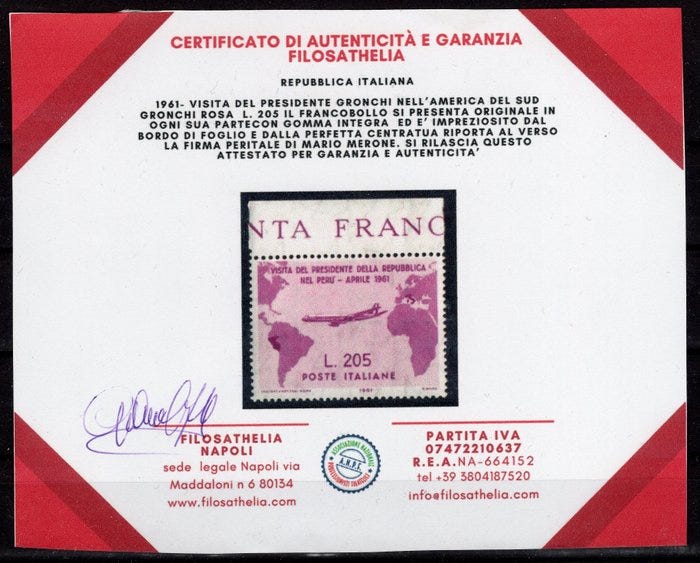 CERTIFICATO DI AUTENTICITÀ E GARANZIA
FILOSATHELIA
REPUBBLICA ITALIANA
1961- VISITA DEL PRESIDENTE GRONCHI NELL'AMERICA DEL SUD
GRONCHI ROSA L. 205 IL FRANCOBOLLO SI PRESENTA ORIGINALE IN
OGNI SUA PARTECON GOMMA INTEGRA ED E' IMPREZIOSITO DAL
BORDO DI FOGLIO E DALLA PERFETTA CENTRATUA RIPORTA AL VERSO
LA FIRMA PERITALE DI MARIO MERONE. SI RILASCIA QUESTO
ATTESTATO PER GARANZIA E AUTENTICITA'
NTA FRANC
VISITA DEL PRESIDENTE DELLA REPUBBLICA
NEL PERU' - APRILE 1961
L. 205
POSTE ITALIANE
1961
FILOSATHELIA
NAPOLI
sede legale Napoli via
Maddaloni n 6 80134
www.filosathelia.com
ASSOCIAZIONE NAZIONALE
A.N.P.F.
PROFESSIONISTI FILATELICI
PARTITA IVA
07472210637
R.E.A.NA-664152
tel +39 3804187520
info@filosathelia.com